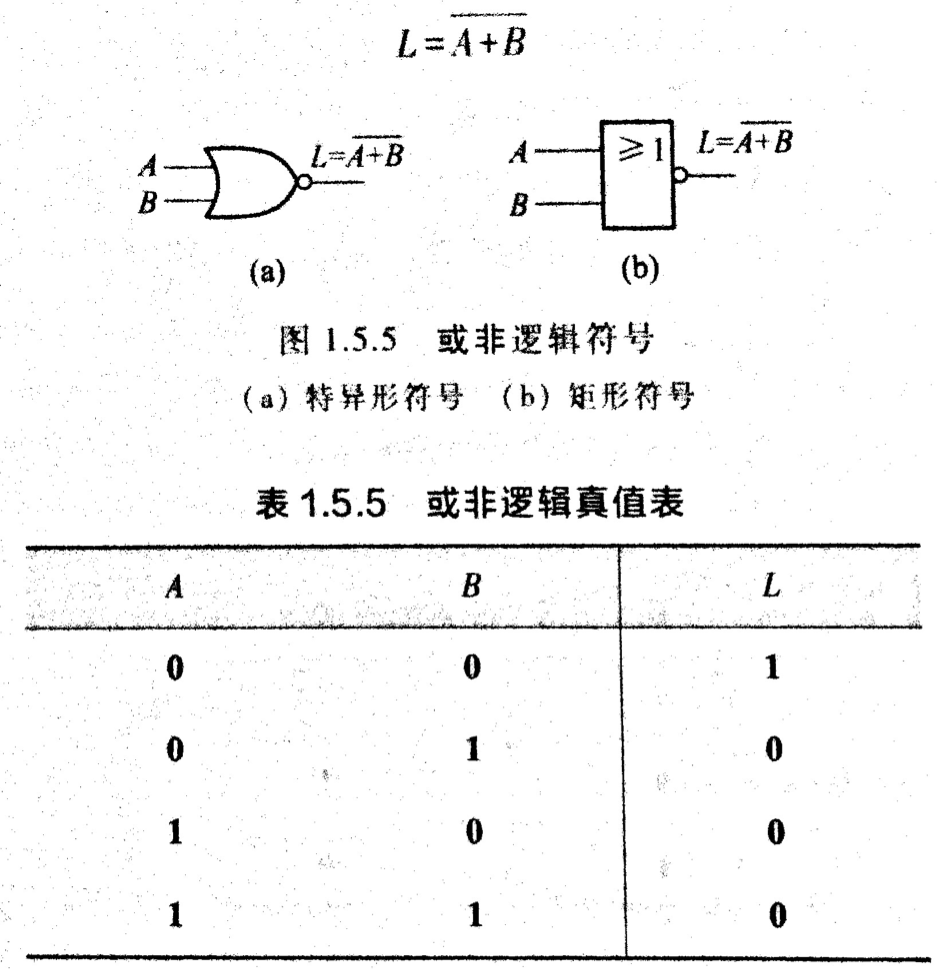 L=\overline{A+B}
A B L=\overline{A+B} A B ≥1 L=\overline{A+B}
(a) (b)
图 1.5.5 或非逻辑符号
(a) 特异形符号 (b) 矩形符号
表 1.5.5 或非逻辑真值表
A B L
0 0 1
0 1 0
1 0 0
1 1 0